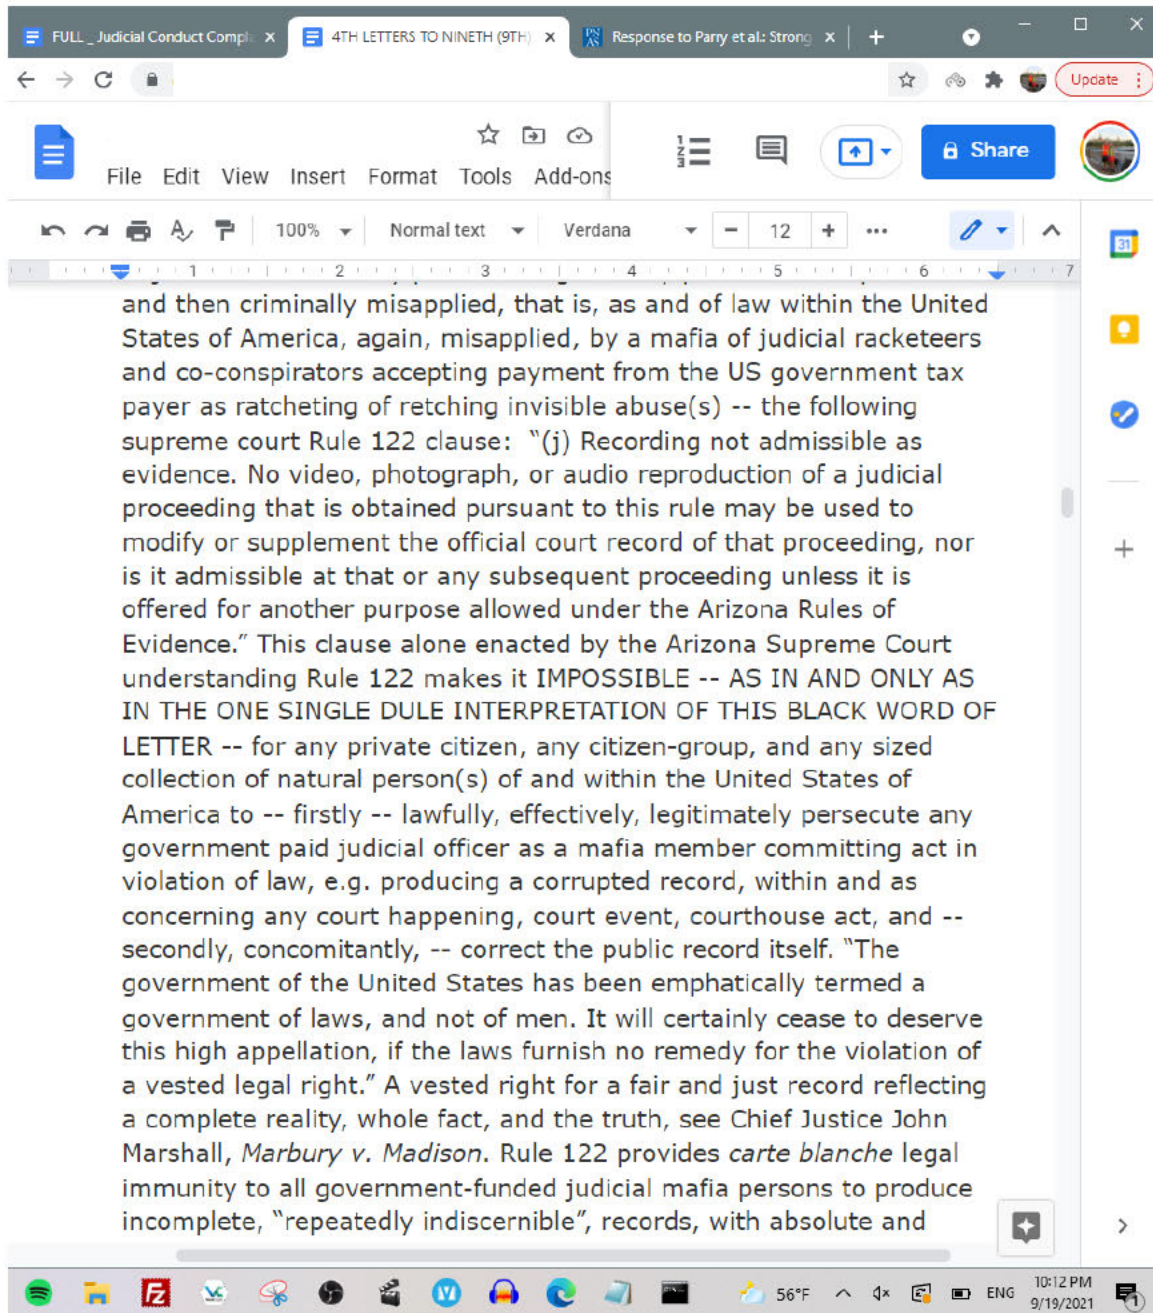 FULL _ Judicial Conduct Compl
4TH LETTERS TO NINETH (9TH)
PN AS Response to Parry et al.: Strong
Update
File Edit View Insert Format Tools Add-ons
Share
100% Normal text Verdana 12
1 2 3 4 5 6 7
31
and then criminally misapplied, that is, as and of law within the United
States of America, again, misapplied, by a mafia of judicial racketeers
and co-conspirators accepting payment from the US government tax
payer as ratcheting of retching invisible abuse(s) -- the following
supreme court Rule 122 clause: “(j) Recording not admissible as
evidence. No video, photograph, or audio reproduction of a judicial
proceeding that is obtained pursuant to this rule may be used to
modify or supplement the official court record of that proceeding, nor
is it admissible at that or any subsequent proceeding unless it is
offered for another purpose allowed under the Arizona Rules of
Evidence.” This clause alone enacted by the Arizona Supreme Court
understanding Rule 122 makes it IMPOSSIBLE -- AS IN AND ONLY AS
IN THE ONE SINGLE DULE INTERPRETATION OF THIS BLACK WORD OF
LETTER -- for any private citizen, any citizen-group, and any sized
collection of natural person(s) of and within the United States of
America to -- firstly -- lawfully, effectively, legitimately persecute any
government paid judicial officer as a mafia member committing act in
violation of law, e.g. producing a corrupted record, within and as
concerning any court happening, court event, courthouse act, and --
secondly, concomitantly, -- correct the public record itself. “The
government of the United States has been emphatically termed a
government of laws, and not of men. It will certainly cease to deserve
this high appellation, if the laws furnish no remedy for the violation of
a vested legal right.” A vested right for a fair and just record reflecting
a complete reality, whole fact, and the truth, see Chief Justice John
Marshall, Marbury v. Madison. Rule 122 provides carte blanche legal
immunity to all government-funded judicial mafia persons to produce
incomplete, “repeatedly indiscernible”, records, with absolute and
56°F ENG 10:12 PM
9/19/2021